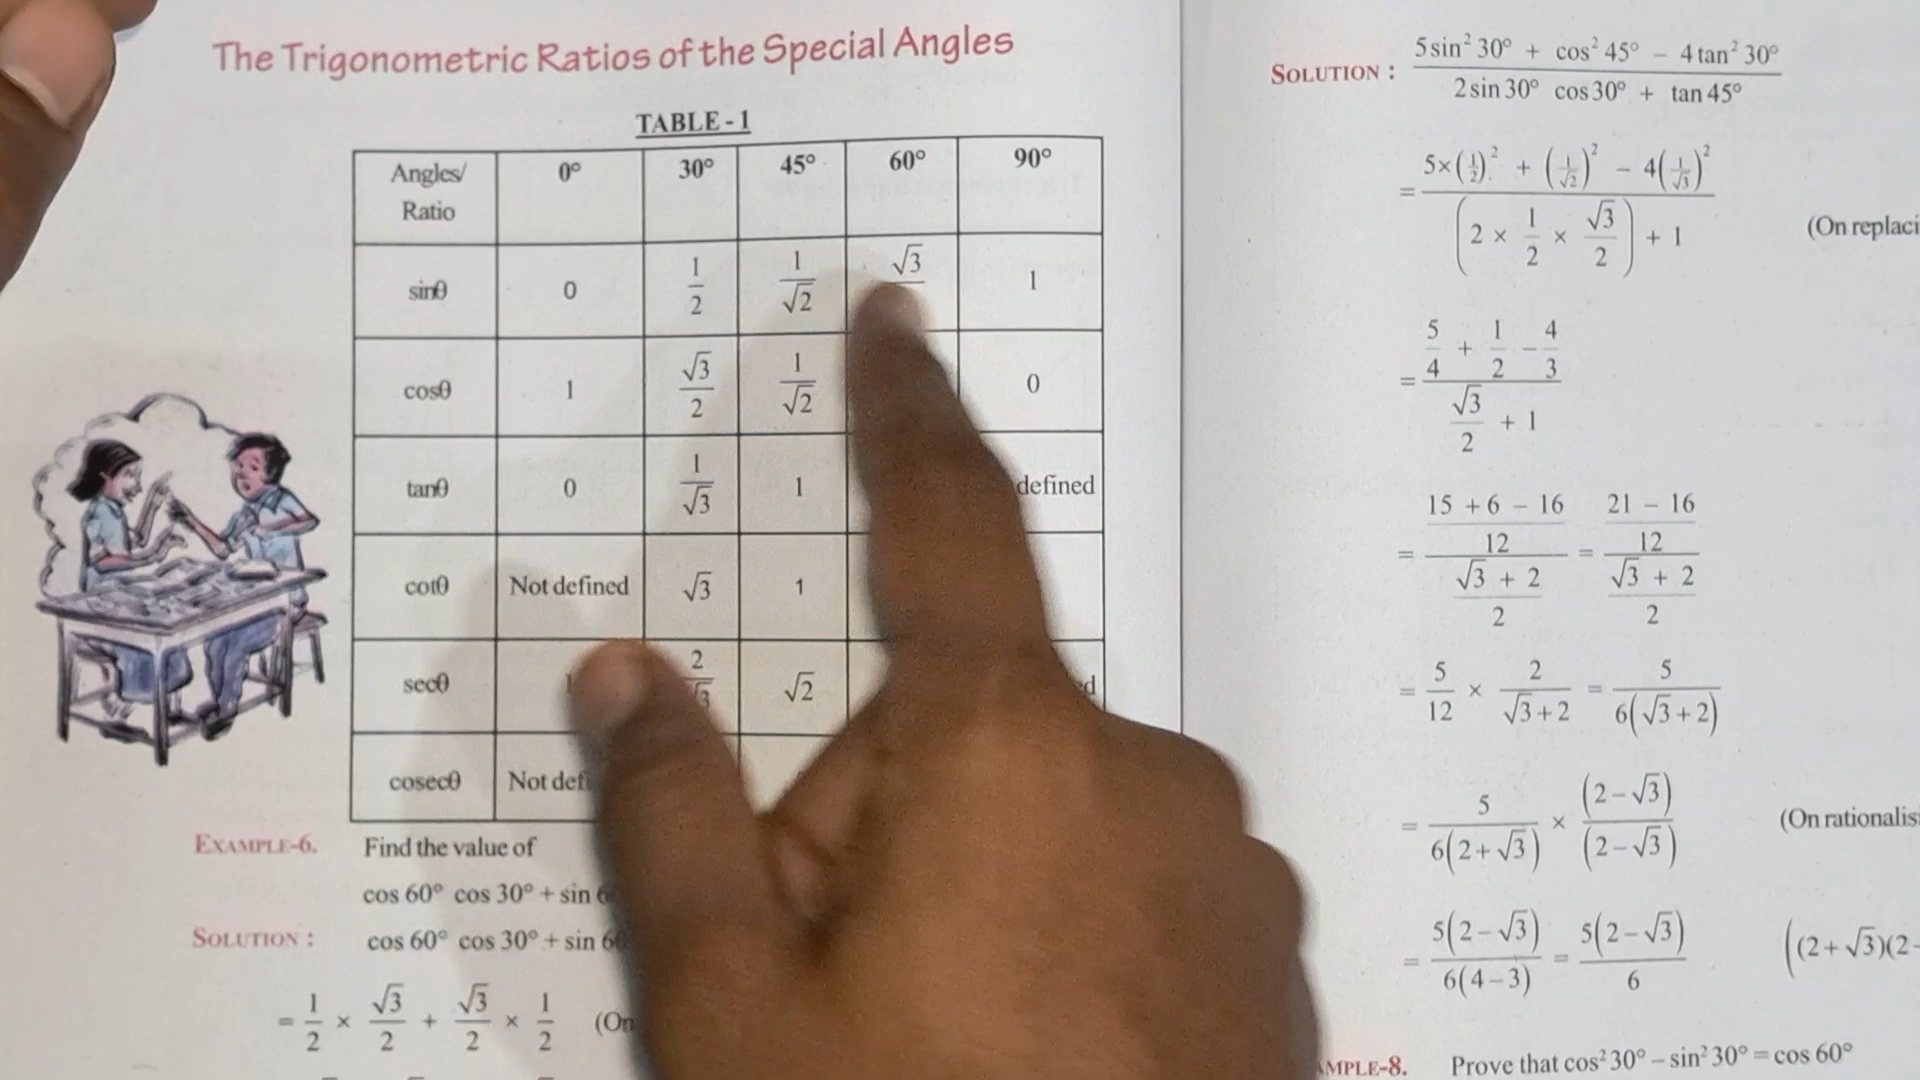 The Trigonometric Ratios of the Special Angles
TABLE - 1
Angles/ Ratio 0° 30° 45° 60° 90°
sinθ 0 1/2 1/√2 √3 1
cosθ 1 √3/2 1/√2 0
tanθ 0 1/√3 1 defined
cotθ Not defined √3 1
secθ 2/√3 √2
cosecθ Not
EXAMPLE-6. Find the value of
cos 60° cos 30° + sin
SOLUTION : cos 60° cos 30° + sin
= 1/2 × √3/2 + √3/2 × 1/2
SOLUTION : (5 sin² 30° + cos² 45° – 4 tan² 30°)/(2 sin 30° cos 30° + tan 45°)
= (5×(1/2)² + (1/√2)² – 4(1/√3)²)/((2 × 1/2 × √3/2) + 1) (On
= (5/4 + 1/2 – 4/3)/(√3/2 + 1)
= ((15 + 6 – 16)/12)/((√3 + 2)/2) = ((21 – 16)/12)/((√3 + 2)/2)
= 5/12 × 2/(√3+2) = 5/(6(√3+2))
= 5/(6(2+√3)) × (2–√3)/(2–√3) (On
= 5(2–√3)/(6(4–3)) = 5(2–√3)/6 ((2+√3)(2-
MPLE-8. Prove that cos² 30° – sin² 30° = cos 60°